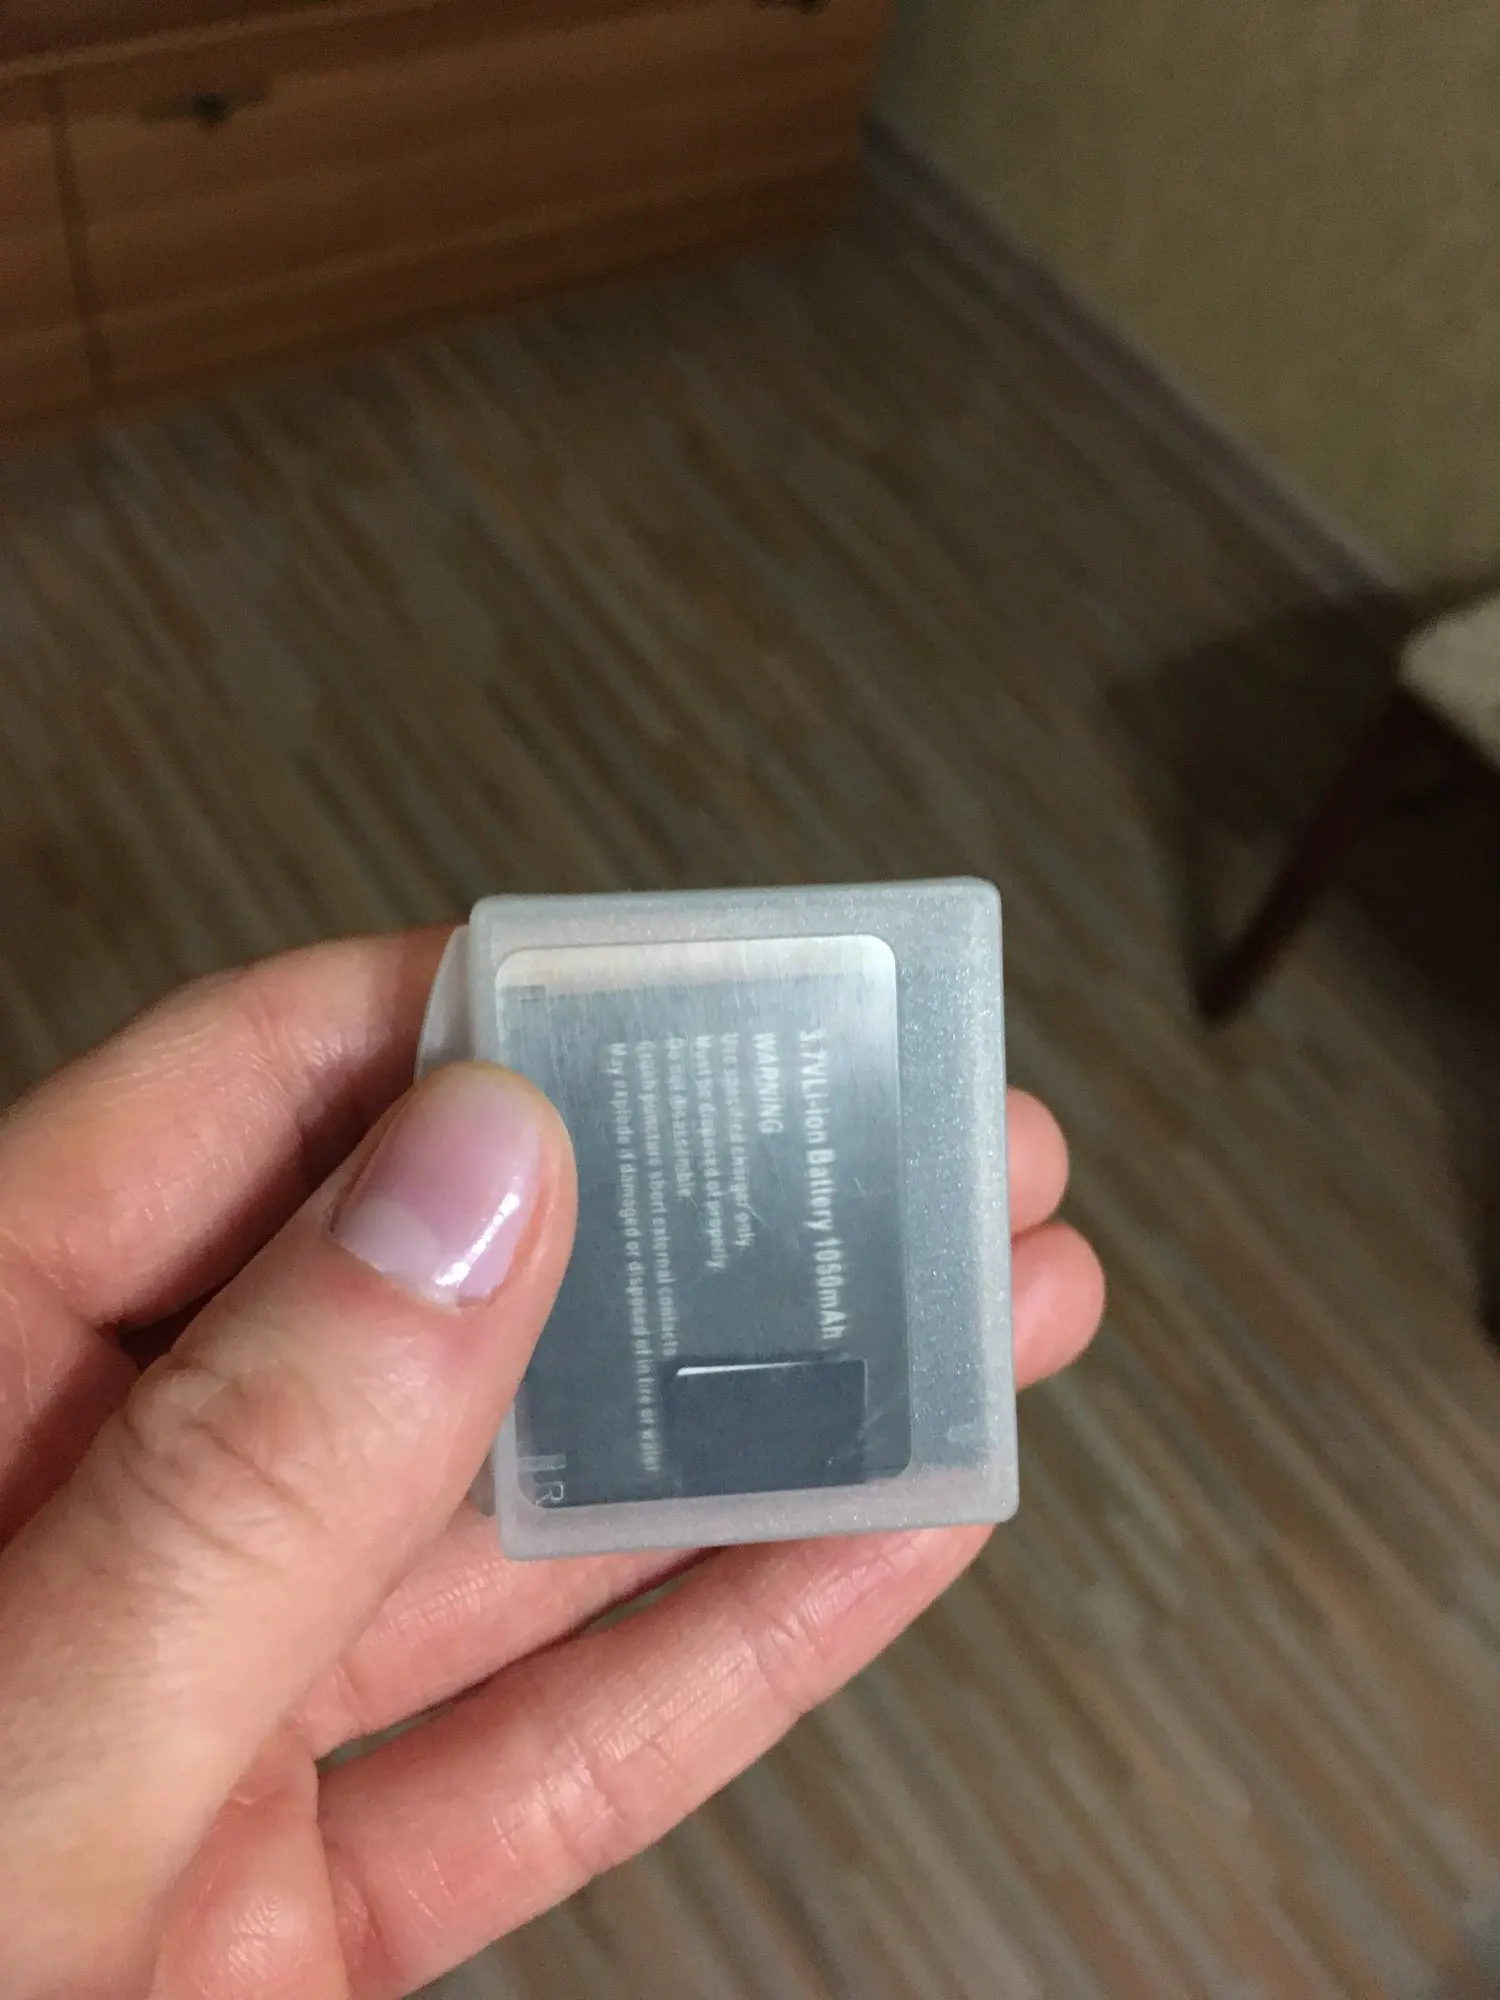 3.7V Li-Ion Battery 1050mAh
WARNING
Use specified charger only.
Must be disposed of properly
Do not disassemble
Crush puncture short external contacts
May explode if damaged or disposed of in fire or water